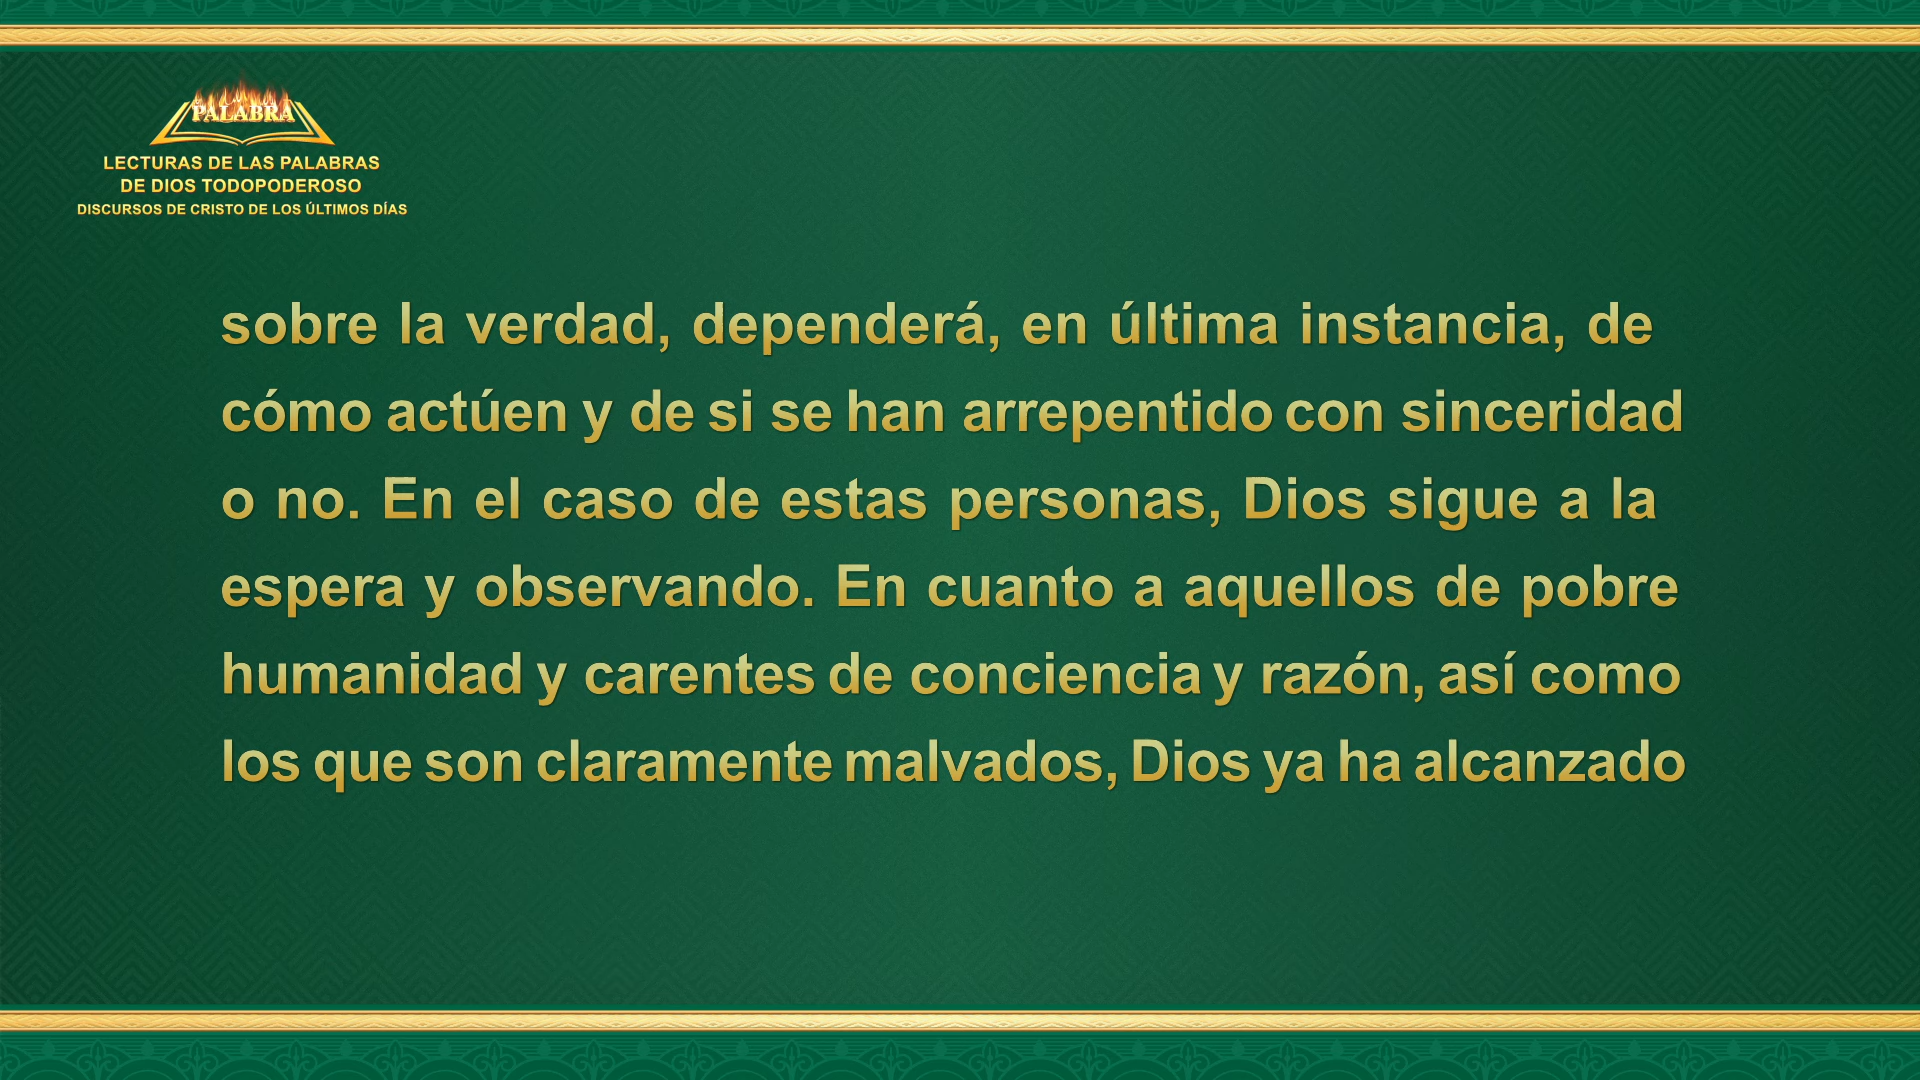 PALABRA
LECTURAS DE LAS PALABRAS
DE DIOS TODOPODEROSO
DISCURSOS DE CRISTO DE LOS ÚLTIMOS DÍAS
sobre la verdad, dependerá, en última instancia, de
cómo actúen y de si se han arrepentido con sinceridad
o no. En el caso de estas personas, Dios sigue a la
espera y observando. En cuanto a aquellos de pobre
humanidad y carentes de conciencia y razón, así como
los que son claramente malvados, Dios ya ha alcanzado